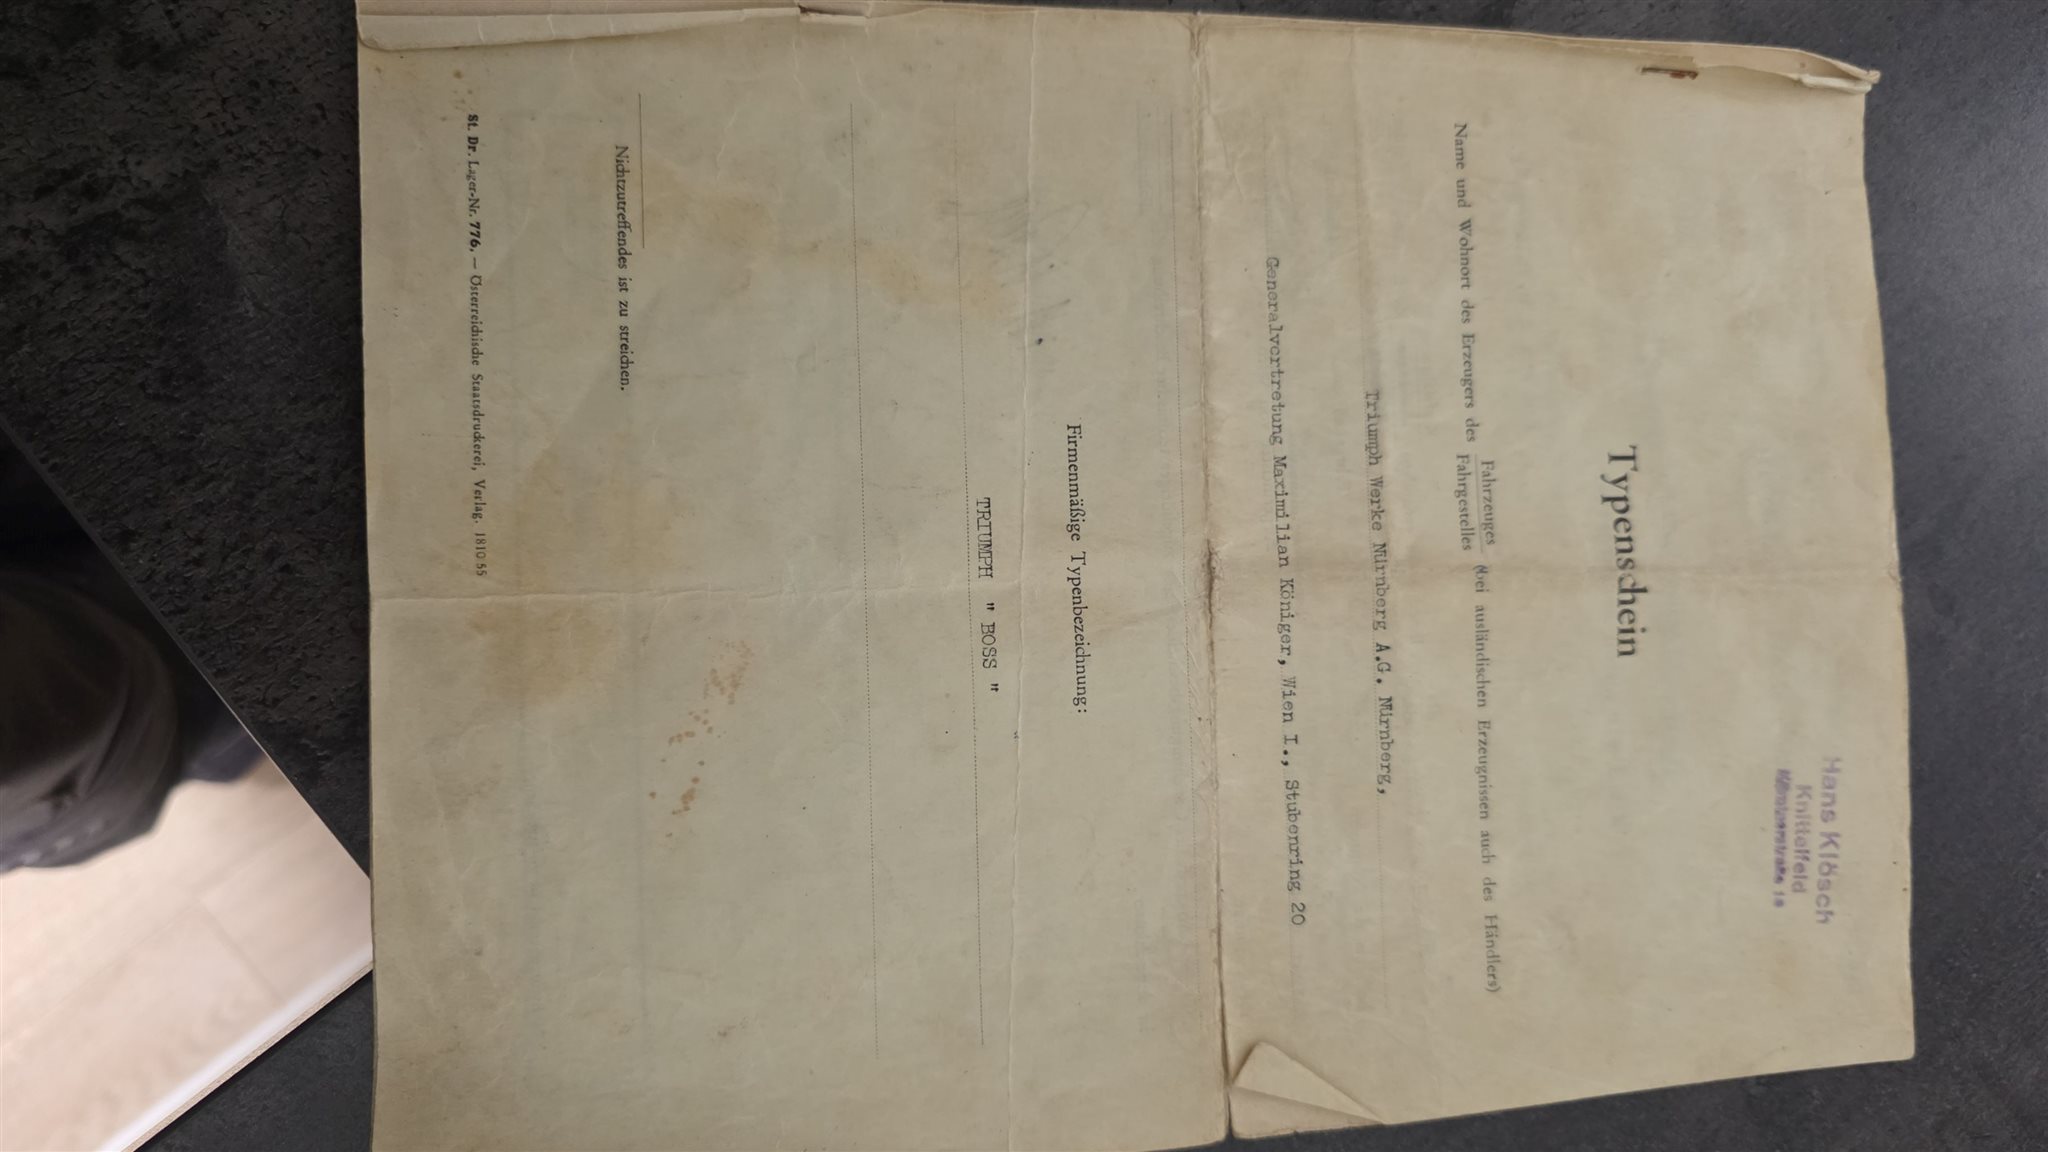 Hans Klösch
Knittelfeld
Typenschein
Name und Wohnort des Erzeugers des Fahrzeuges
Fahrgestelles (bei ausländischen Erzeugnissen auch des Händlers)
Triumph Werke Nürnberg A.G. Nürnberg,
Generalvertretung Maximilian Königer, Wien I., Stubenring 20
Firmenmäßige Typenbezeichnung:
TRIUMPH " BOSS "
Nichtzutreffendes ist zu streichen.
St. Dr. Lager-Nr. 776. — Österreichische Staatsdruckerei, Verlag. 1810 55